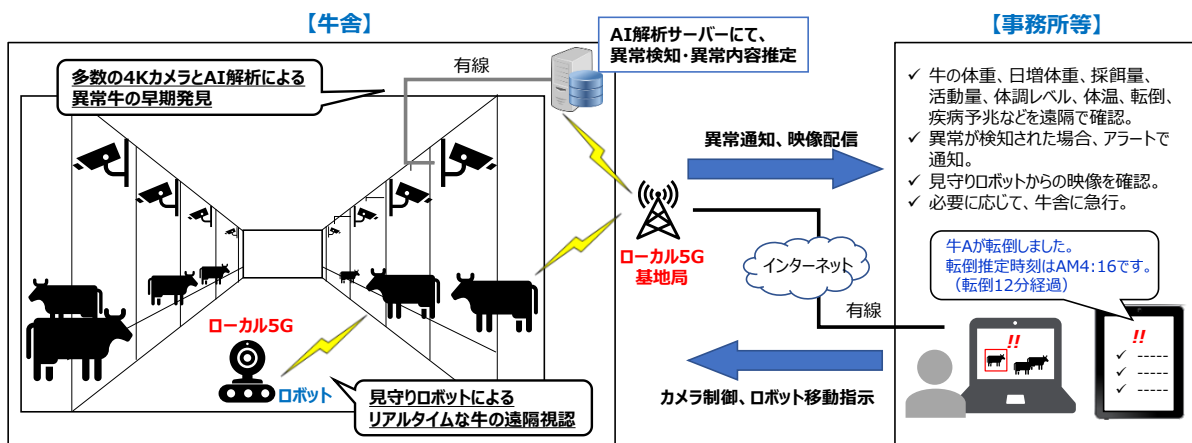 【牛舎】
AI解析サーバーにて、
異常検知・異常内容推定
有線
多数の4KカメラとAI解析による
異常牛の早期発見
ローカル5G
ロボット
見守りロボットによる
リアルタイムな牛の遠隔視認
ローカル5G
基地局
異常通知、映像配信
インターネット
有線
カメラ制御、ロボット移動指示
【事務所等】
✓ 牛の体重、日増体重、採餌量、
活動量、体調レベル、体温、転倒、
疾病予兆などを遠隔で確認。
✓ 異常が検知された場合、アラートで
通知。
✓ 見守りロボットからの映像を確認。
✓ 必要に応じて、牛舎に急行。
牛Aが転倒しました。
転倒推定時刻はAM4:16です。
（転倒12分経過）
!!
!!
✓ -----
✓ -----
✓ -----